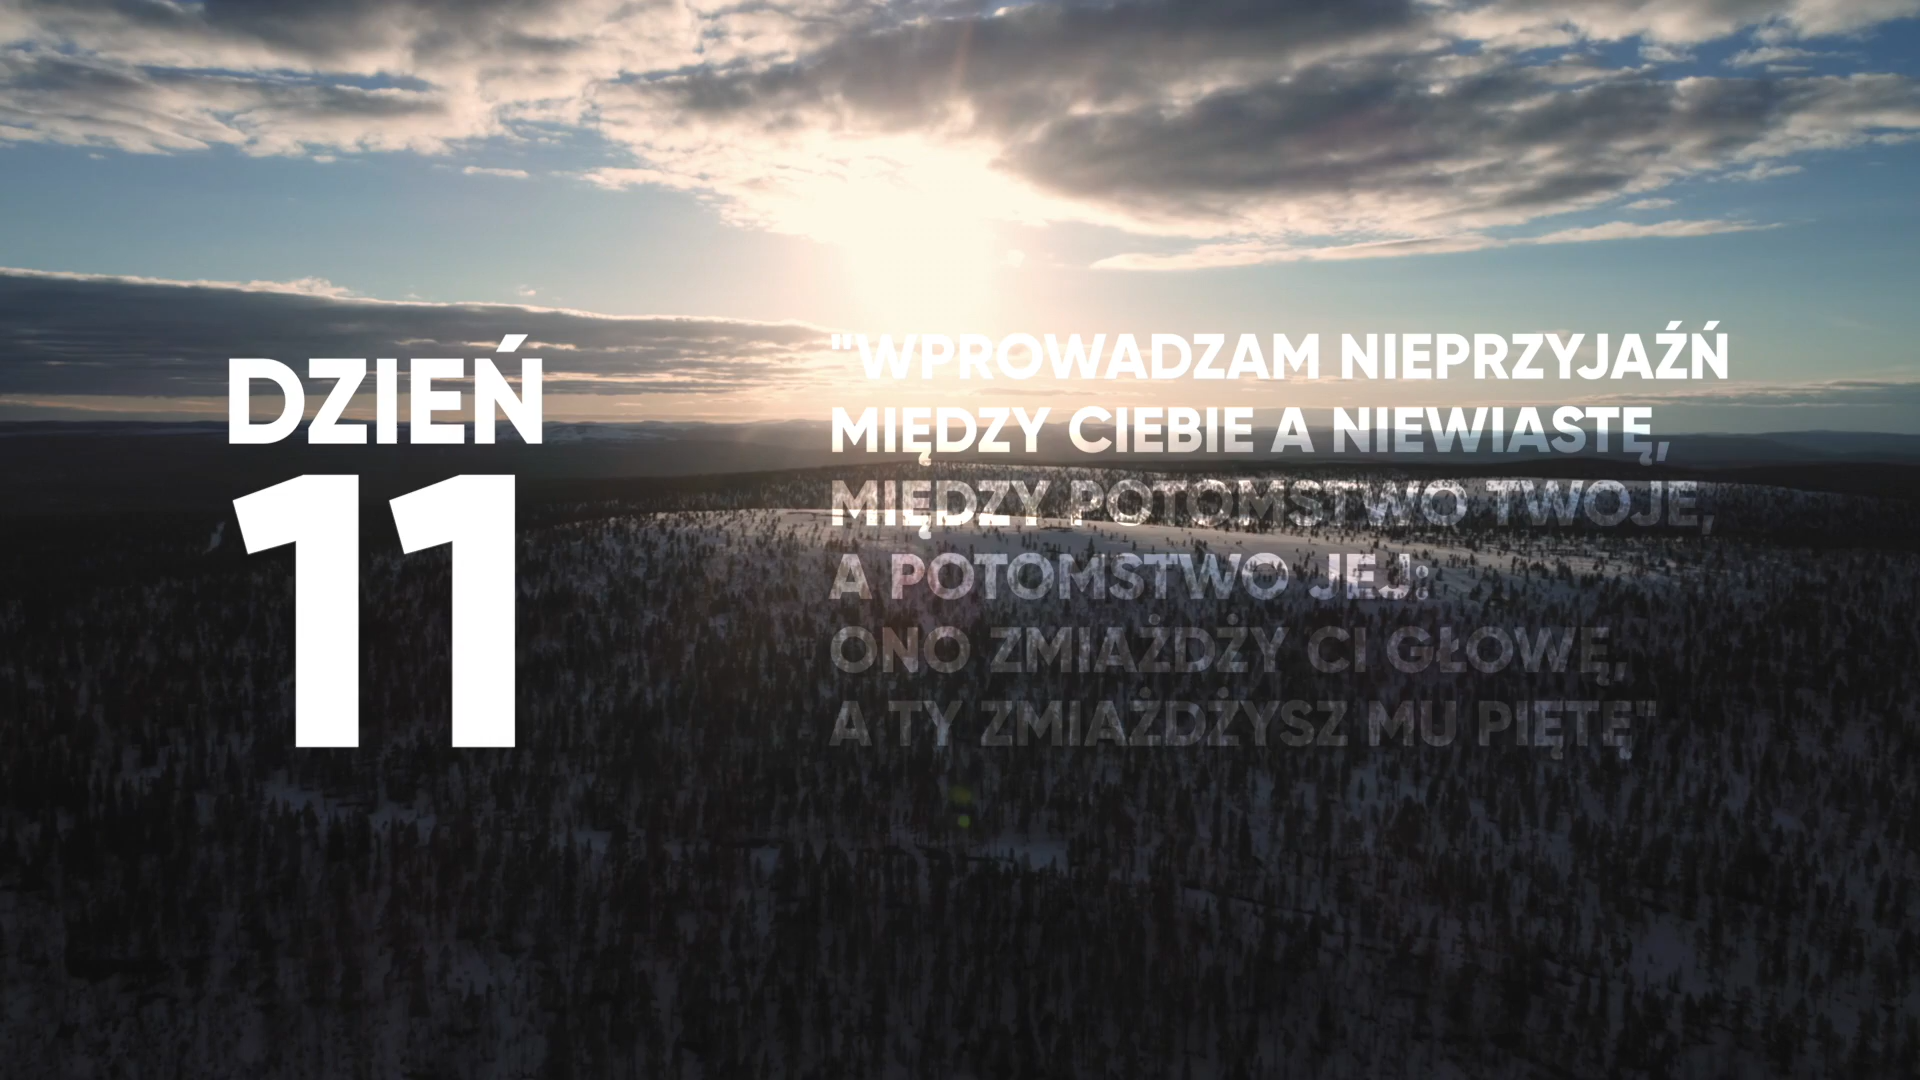 DZIEŃ
11
"WPROWADZAM NIEPRZYJAŹŃ
MIĘDZY CIEBIE A NIEWIASTĘ,
MIĘDZY POTOMSTWO TWOJE,
A POTOMSTWO JEJ:
ONO ZMIAŻDŻY CI GŁOWĘ,
A TY ZMIAŻDŻYSZ MU PIĘTĘ"